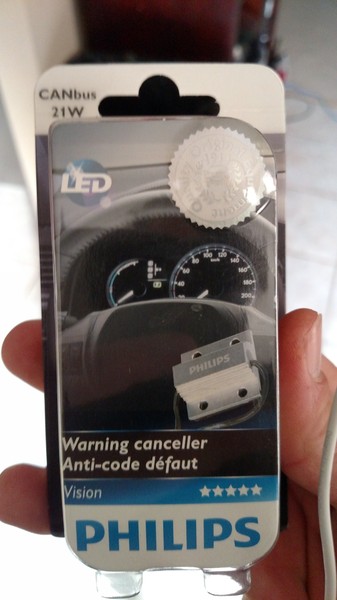 CANbus
21W
LED
PHILIPS
Warning canceller
Anti-code défaut
Vision
PHILIPS